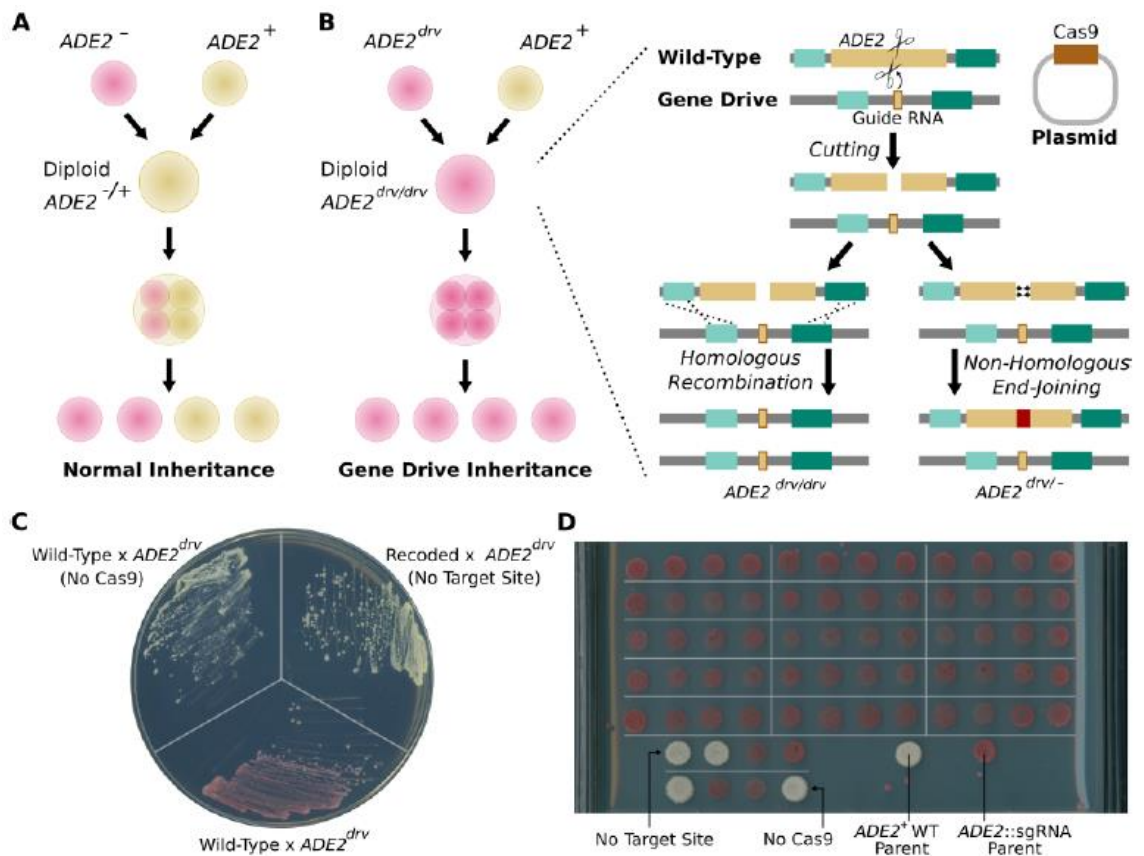 A
ADE2 - ADE2 +
Diploid
ADE2 -/+
Normal Inheritance
B
ADE2 drv ADE2 +
Diploid
ADE2 drv/drv
Gene Drive Inheritance
ADE2
Wild-Type
Gene Drive
Guide RNA
Cas9
Plasmid
Cutting
Homologous
Recombination
Non-Homologous
End-Joining
ADE2 drv/drv
ADE2 drv/-
C
Wild-Type x ADE2 drv
(No Cas9)
Recoded x ADE2 drv
(No Target Site)
Wild-Type x ADE2 drv
D
No Target Site
No Cas9
ADE2+ WT
Parent
ADE2::sgRNA
Parent